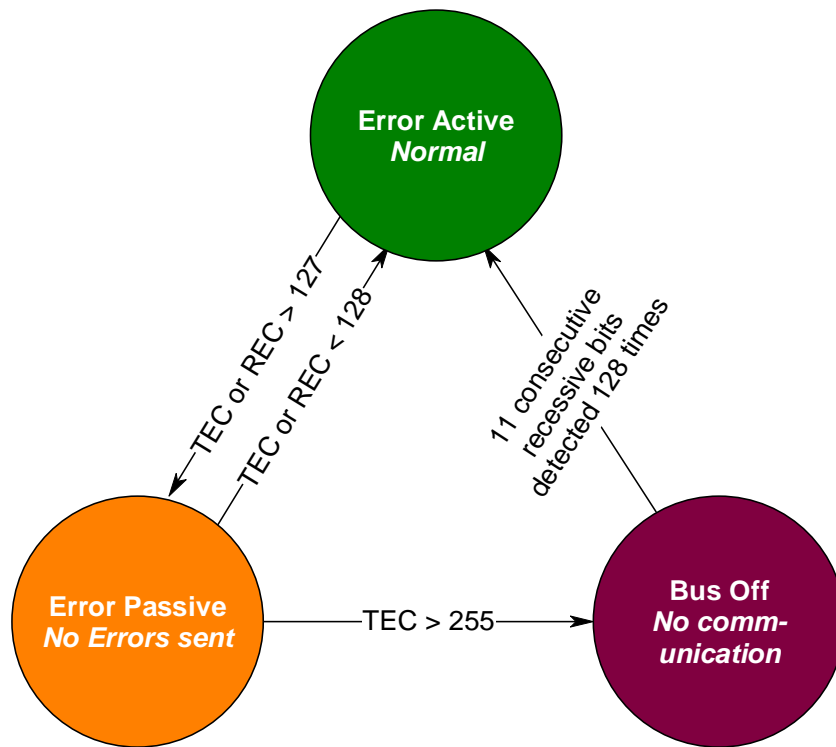 Error Active
Normal
TEC or REC > 127
TEC or REC < 128
11 consecutive
recessive bits
detected 128 times
Error Passive
No Errors sent
TEC > 255
Bus Off
No comm-
unication